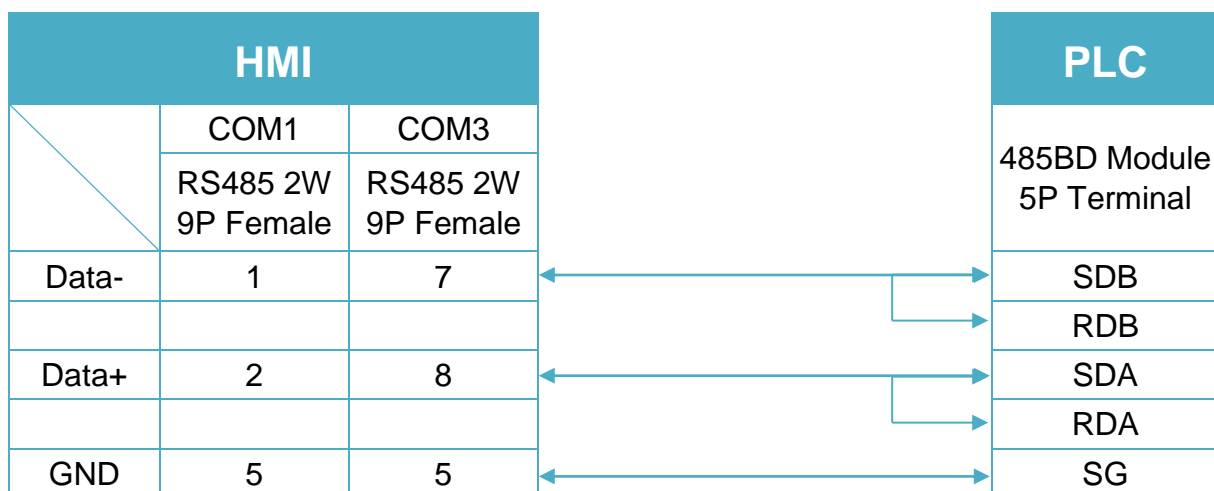 HMI PLC
COM1 COM3
485BD Module
5P Terminal
RS485 2W RS485 2W
9P Female 9P Female
Data- 1 7 SDB
RDB
Data+ 2 8 SDA
RDA
GND 5 5 SG